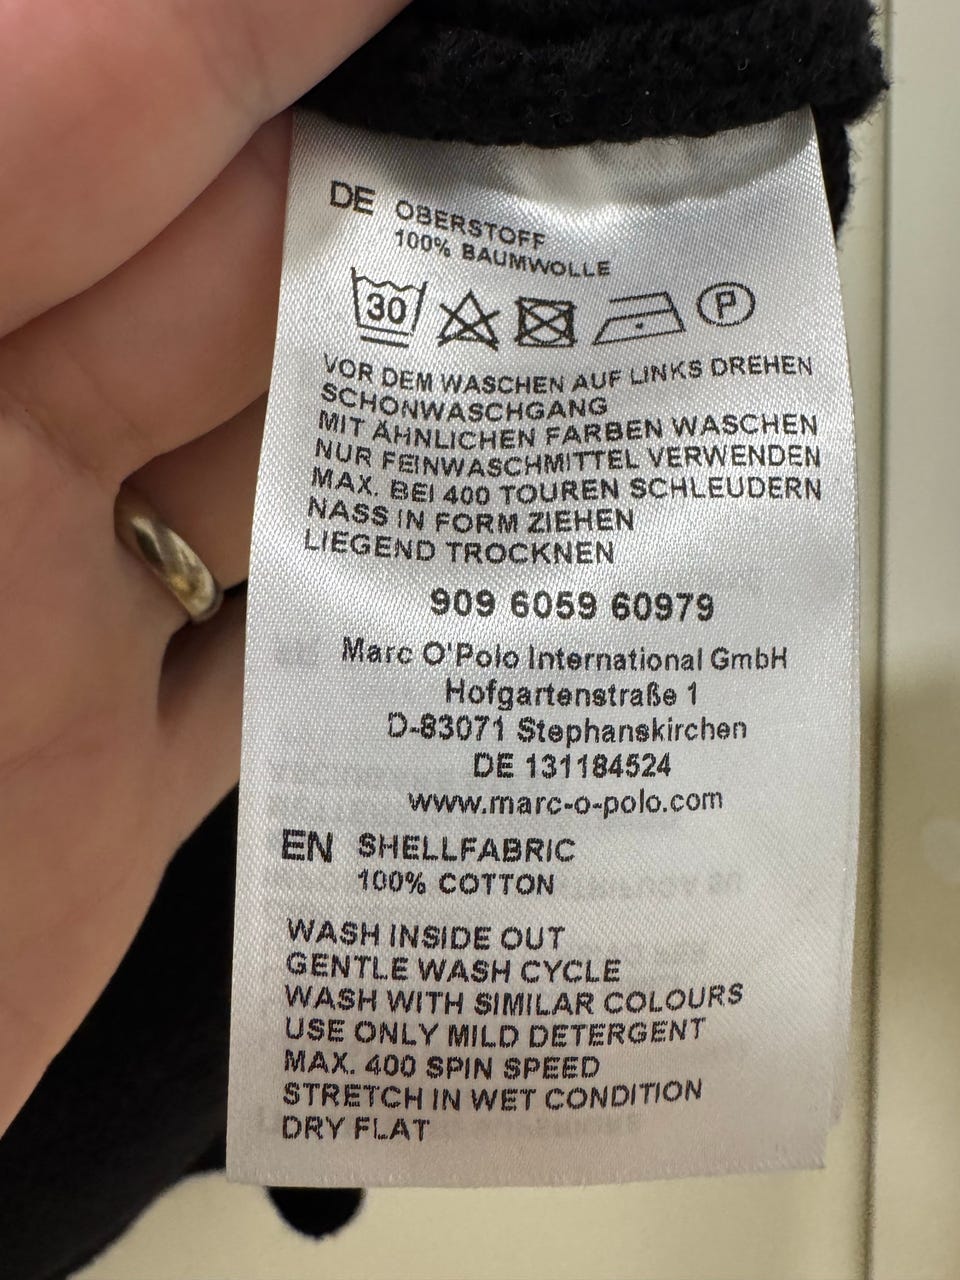 DE OBERSTOFF
100% BAUMWOLLE
30 P
VOR DEM WASCHEN AUF LINKS DREHEN
SCHONWASCHGANG
MIT ÄHNLICHEN FARBEN WASCHEN
NUR FEINWASCHMITTEL VERWENDEN
MAX. BEI 400 TOUREN SCHLEUDERN
NASS IN FORM ZIEHEN
LIEGEND TROCKNEN
909 6059 60979
Marc O'Polo International GmbH
Hofgartenstraße 1
D-83071 Stephanskirchen
DE 131184524
www.marc-o-polo.com
EN SHELLFABRIC
100% COTTON
WASH INSIDE OUT
GENTLE WASH CYCLE
WASH WITH SIMILAR COLOURS
USE ONLY MILD DETERGENT
MAX. 400 SPIN SPEED
STRETCH IN WET CONDITION
DRY FLAT